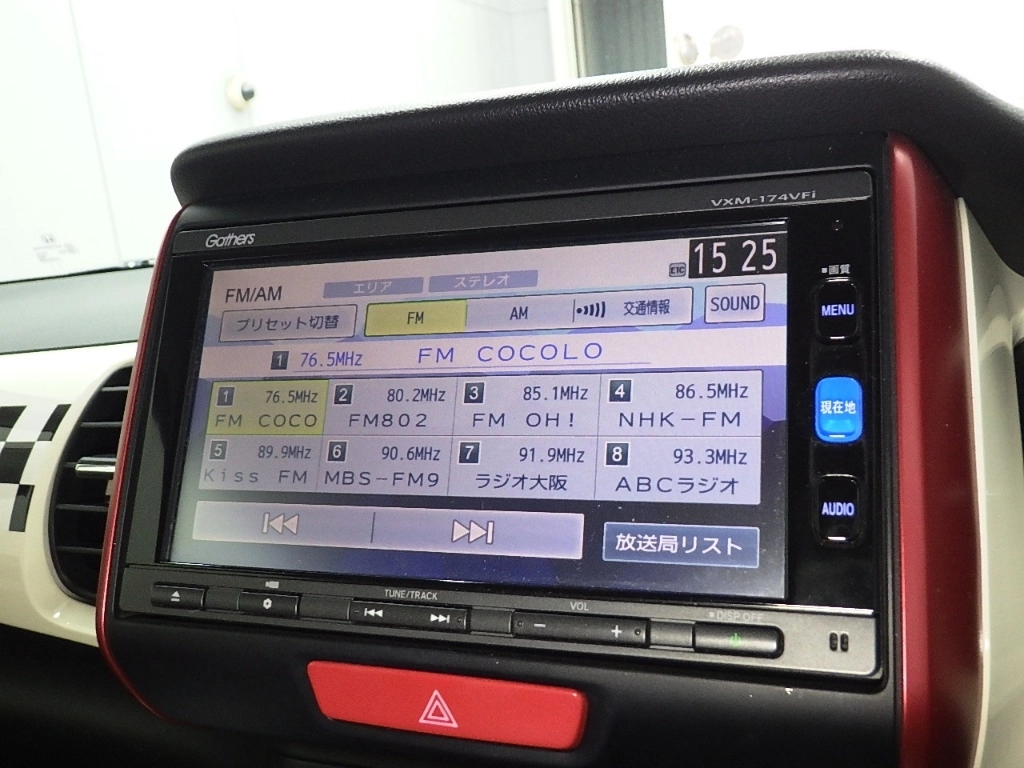 VXM-174VFi
Gathers
ETC 15 25
FM/AM エリア ステレオ
プリセット切替 FM AM 交通情報 SOUND
1 76.5MHz FM COCOLO
1 76.5MHz 2 80.2MHz 3 85.1MHz 4 86.5MHz
FM COCO FM802 FM OH! NHK-FM
5 89.9MHz 6 90.6MHz 7 91.9MHz 8 93.3MHz
Kiss FM MBS-FM9 ラジオ大阪 ABCラジオ
放送局リスト
画質
MENU
現在地
AUDIO
TUNE/TRACK VOL DISP OFF